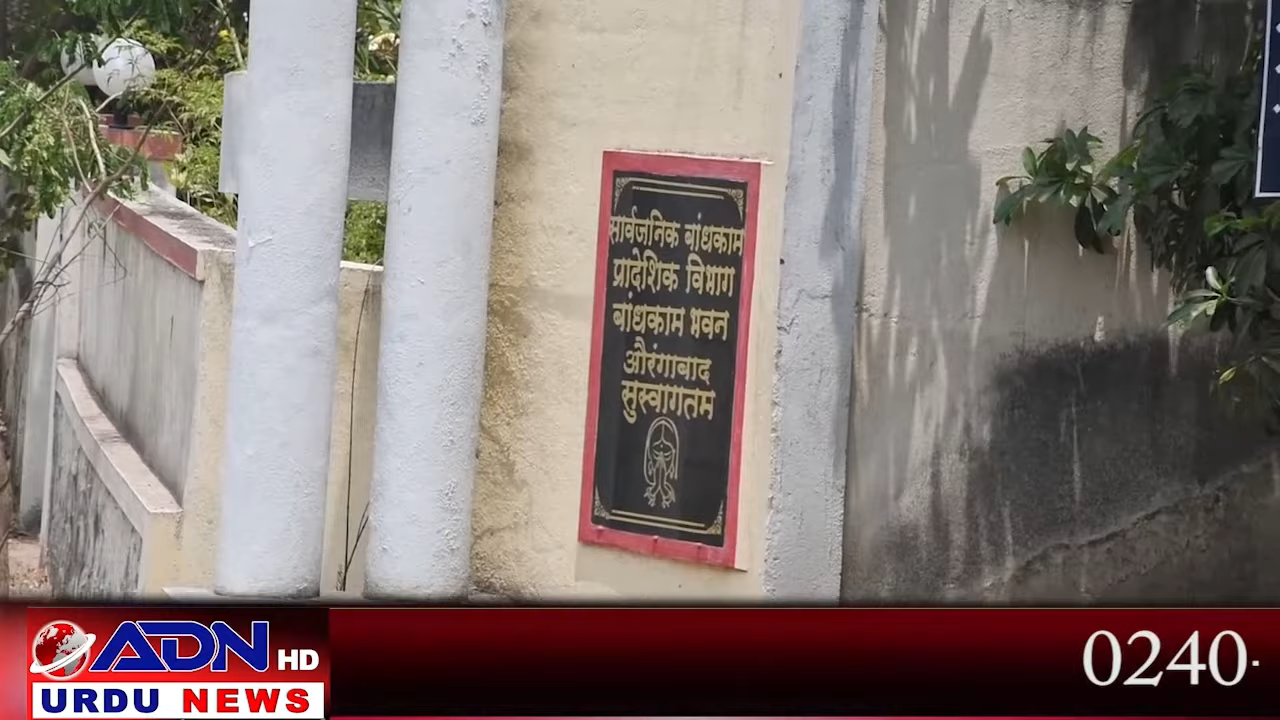 सार्वजनिक बांधकाम
प्रादेशिक विभाग
बांधकाम भवन
औरंगाबाद
सुस्वागतम
ADN HD
URDU NEWS
0240-